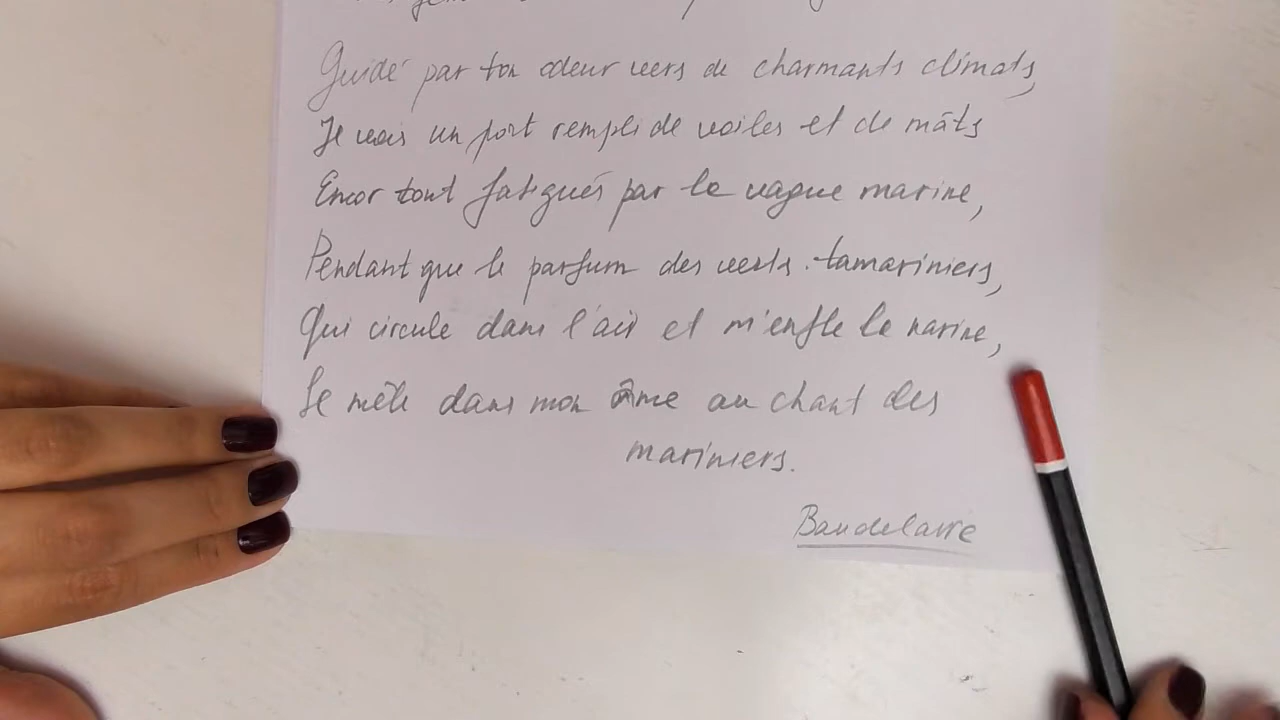 Guidé par ton odeur vers de charmants climats,
Je vois un port rempli de voiles et de mâts
Encor tout fatigués par la vague marine,
Pendant que le parfum des verts tamariniers,
Qui circule dans l'air et m'enfle la narine,
Se mêle dans mon âme au chant des
mariniers.
Baudelaire